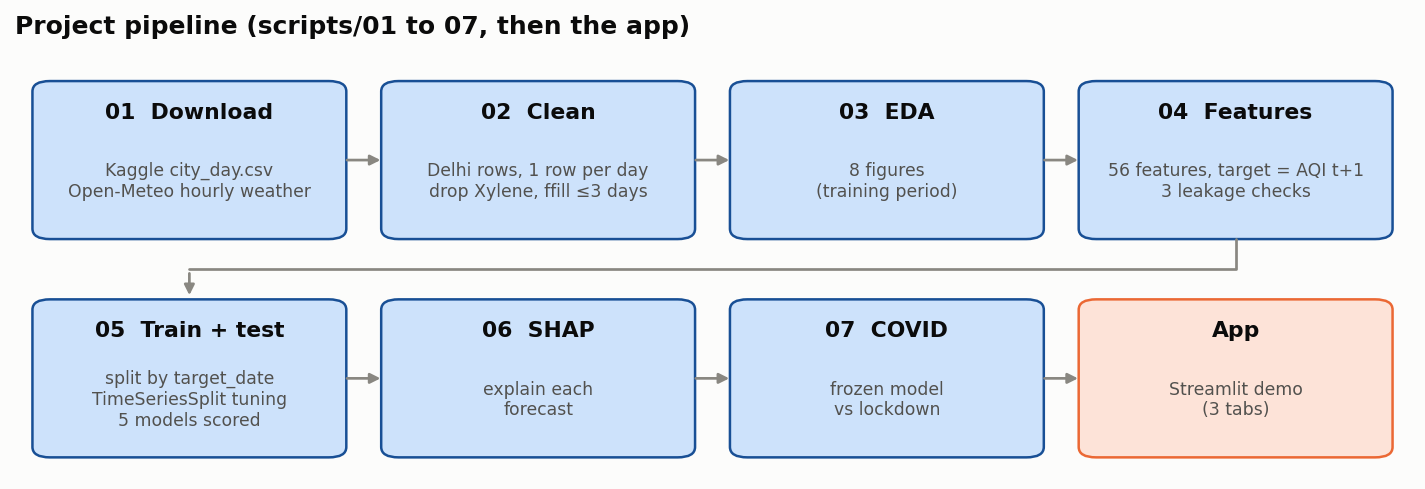 Project pipeline (scripts/01 to 07, then the app)
01 Download
Kaggle city_day.csv
Open-Meteo hourly weather
02 Clean
Delhi rows, 1 row per day
drop Xylene, ffill ≤3 days
03 EDA
8 figures
(training period)
04 Features
56 features, target = AQI t+1
3 leakage checks
05 Train + test
split by target_date
TimeSeriesSplit tuning
5 models scored
06 SHAP
explain each
forecast
07 COVID
frozen model
vs lockdown
App
Streamlit demo
(3 tabs)